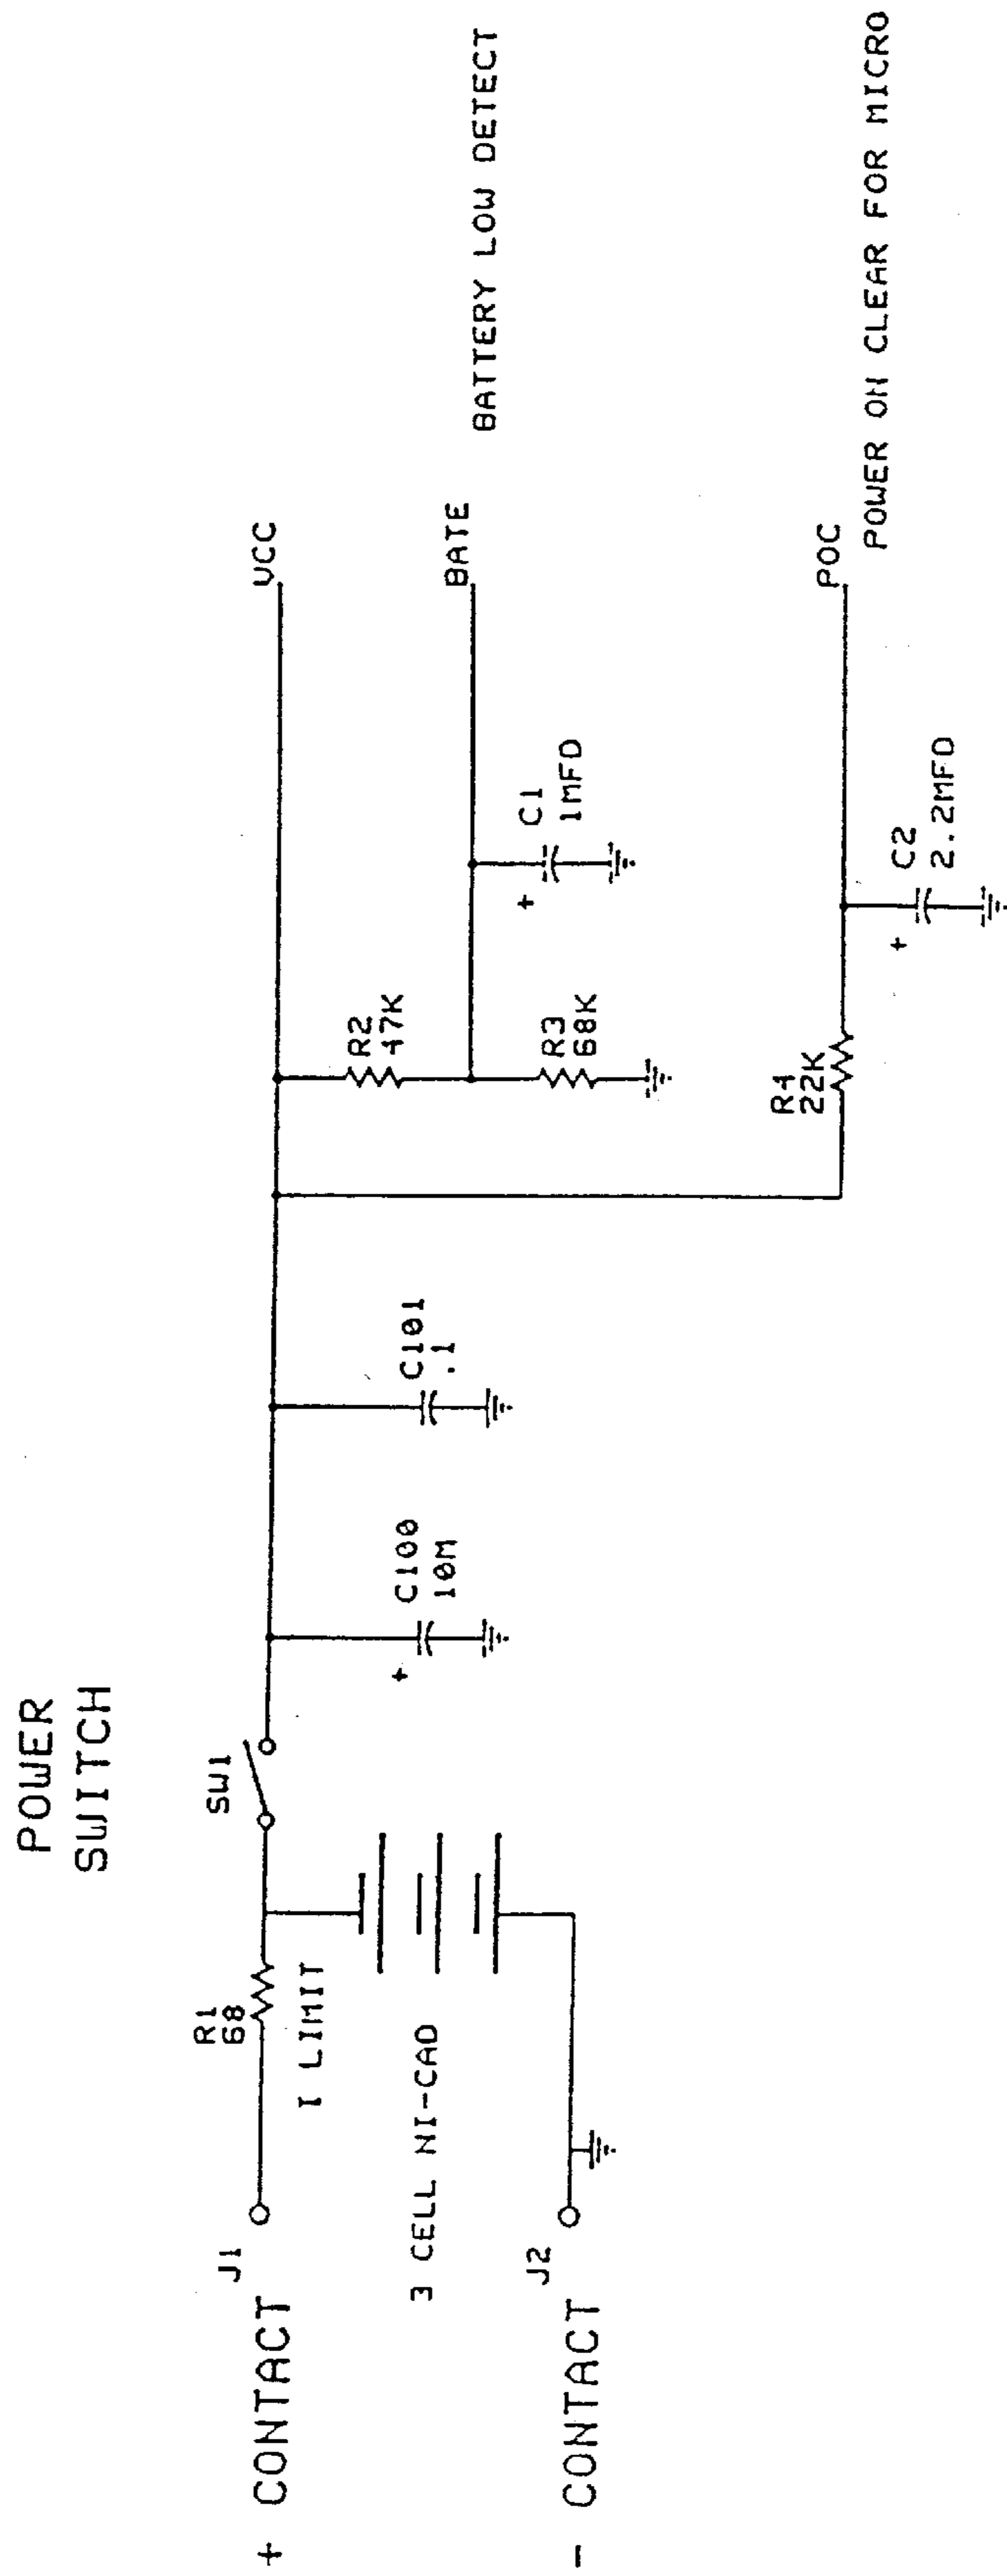 POWER
SWITCH
SW1
R1
68
I LIMIT
J1
+ CONTACT
3 CELL NI-CAD
J2
- CONTACT
+
C100
10M
C101
.1
R2
47K
R3
68K
+
C1
1MFD
R4
22K
+
C2
2.2MFD
VCC
BATE
BATTERY LOW DETECT
POC
POWER ON CLEAR FOR MICRO